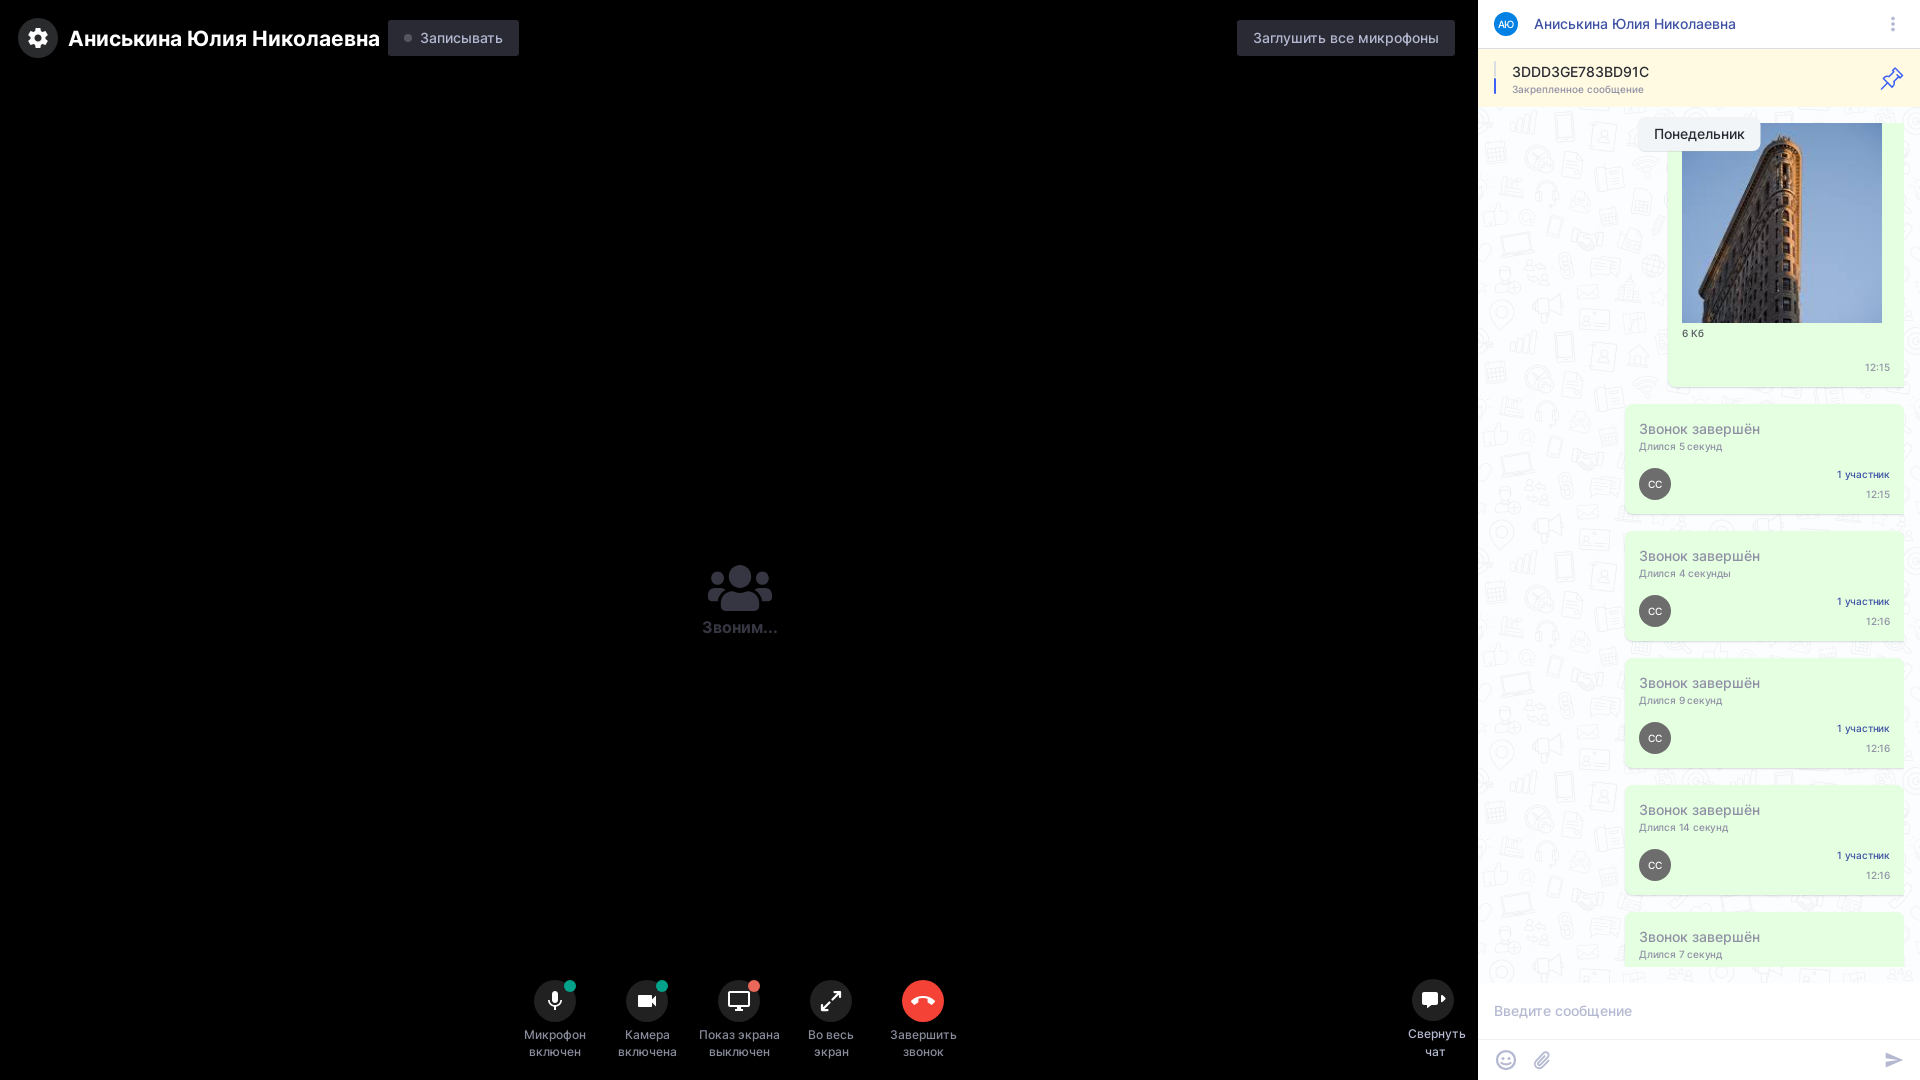 Аниськина Юлия Николаевна
Записывать
Заглушить все микрофоны
Звоним...
Микрофон включен
Камера включена
Показ экрана выключен
Во весь экран
Завершить звонок
Свернуть чат
АЮ
Аниськина Юлия Николаевна
3DDD3GE783BD91C
Закрепленное сообщение
Понедельник
6 Кб
12:15
Звонок завершён
Длился 5 секунд
СС
1 участник
12:15
Звонок завершён
Длился 4 секунды
СС
1 участник
12:16
Звонок завершён
Длился 9 секунд
СС
1 участник
12:16
Звонок завершён
Длился 14 секунд
СС
1 участник
12:16
Звонок завершён
Длился 7 секунд
Введите сообщение